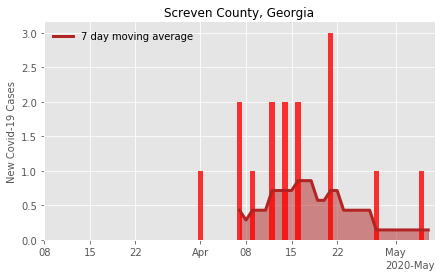 Screven County, Georgia
7 day moving average
New Covid-19 Cases
3.0
2.5
2.0
1.5
1.0
0.5
0.0
08 15 22 Apr 08 15 22 May
2020-May